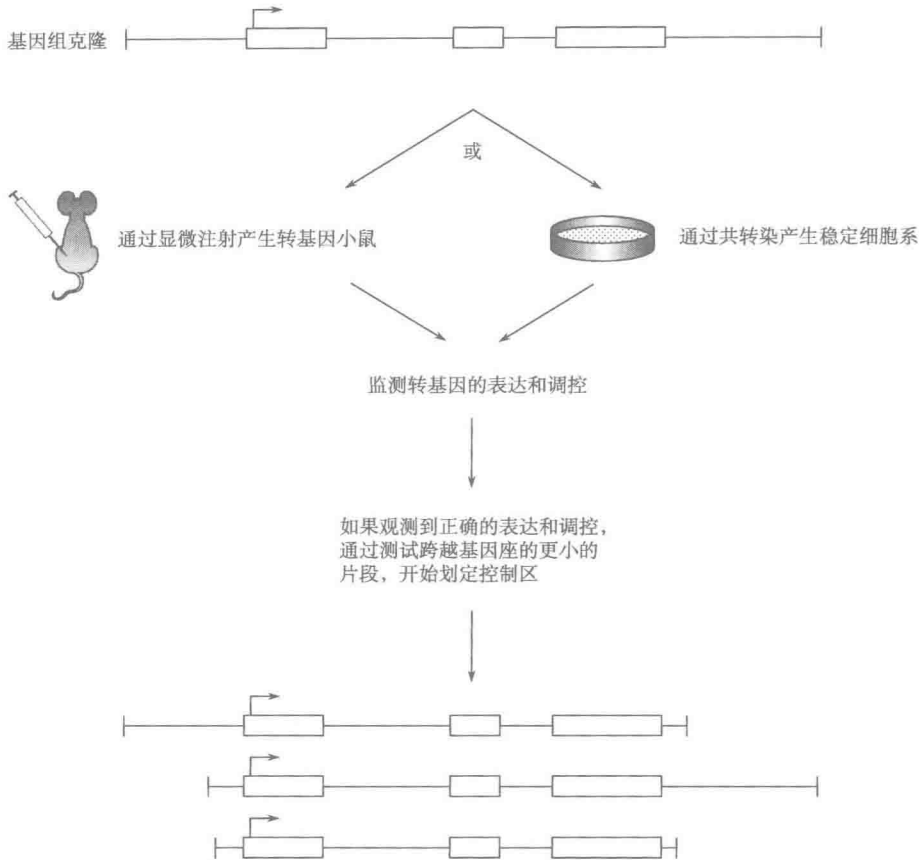 基因组克隆
或
通过显微注射产生转基因小鼠
通过共转染产生稳定细胞系
监测转基因的表达和调控
如果观测到正确的表达和调控，
通过测试跨越基因座的更小的
片段，开始划定控制区